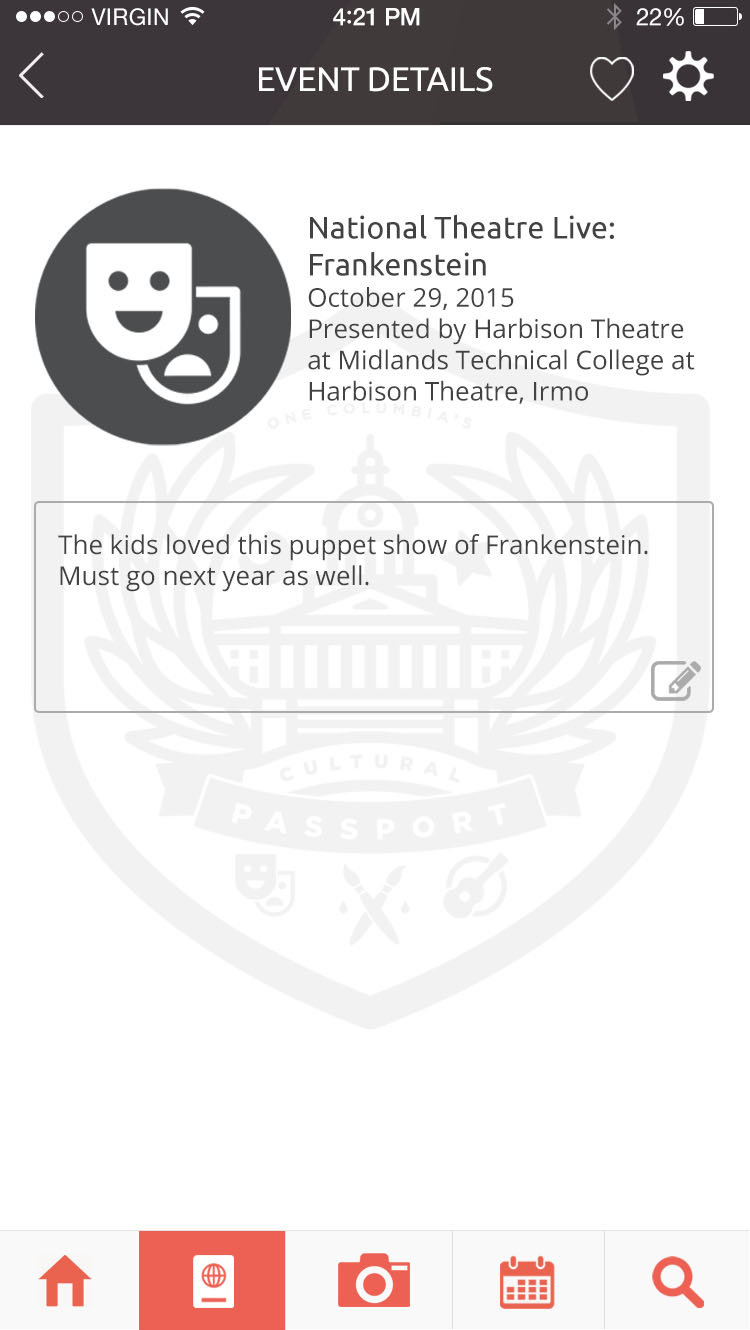 VIRGIN 4:21 PM 22%
EVENT DETAILS
National Theatre Live:
Frankenstein
October 29, 2015
Presented by Harbison Theatre
at Midlands Technical College at
Harbison Theatre, Irmo
ONE COLUMBIA'S
The kids loved this puppet show of Frankenstein.
Must go next year as well.
CULTURAL
PASSPORT